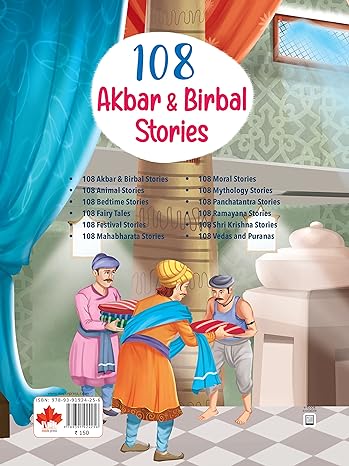 108
Akbar & Birbal
Stories
• 108 Akbar & Birbal Stories
• 108 Animal Stories
• 108 Bedtime Stories
• 108 Fairy Tales
• 108 Festival Stories
108 Mahabharata Stories
• 108 Moral Stories
• 108 Mythology Stories
• 108 Panchatantra Stories
• 108 Ramayana Stories
108 Shri Krishna Stories
• 108 Vedas and Puranas
ISBN: 978-93-91924-25-6
₹ 150